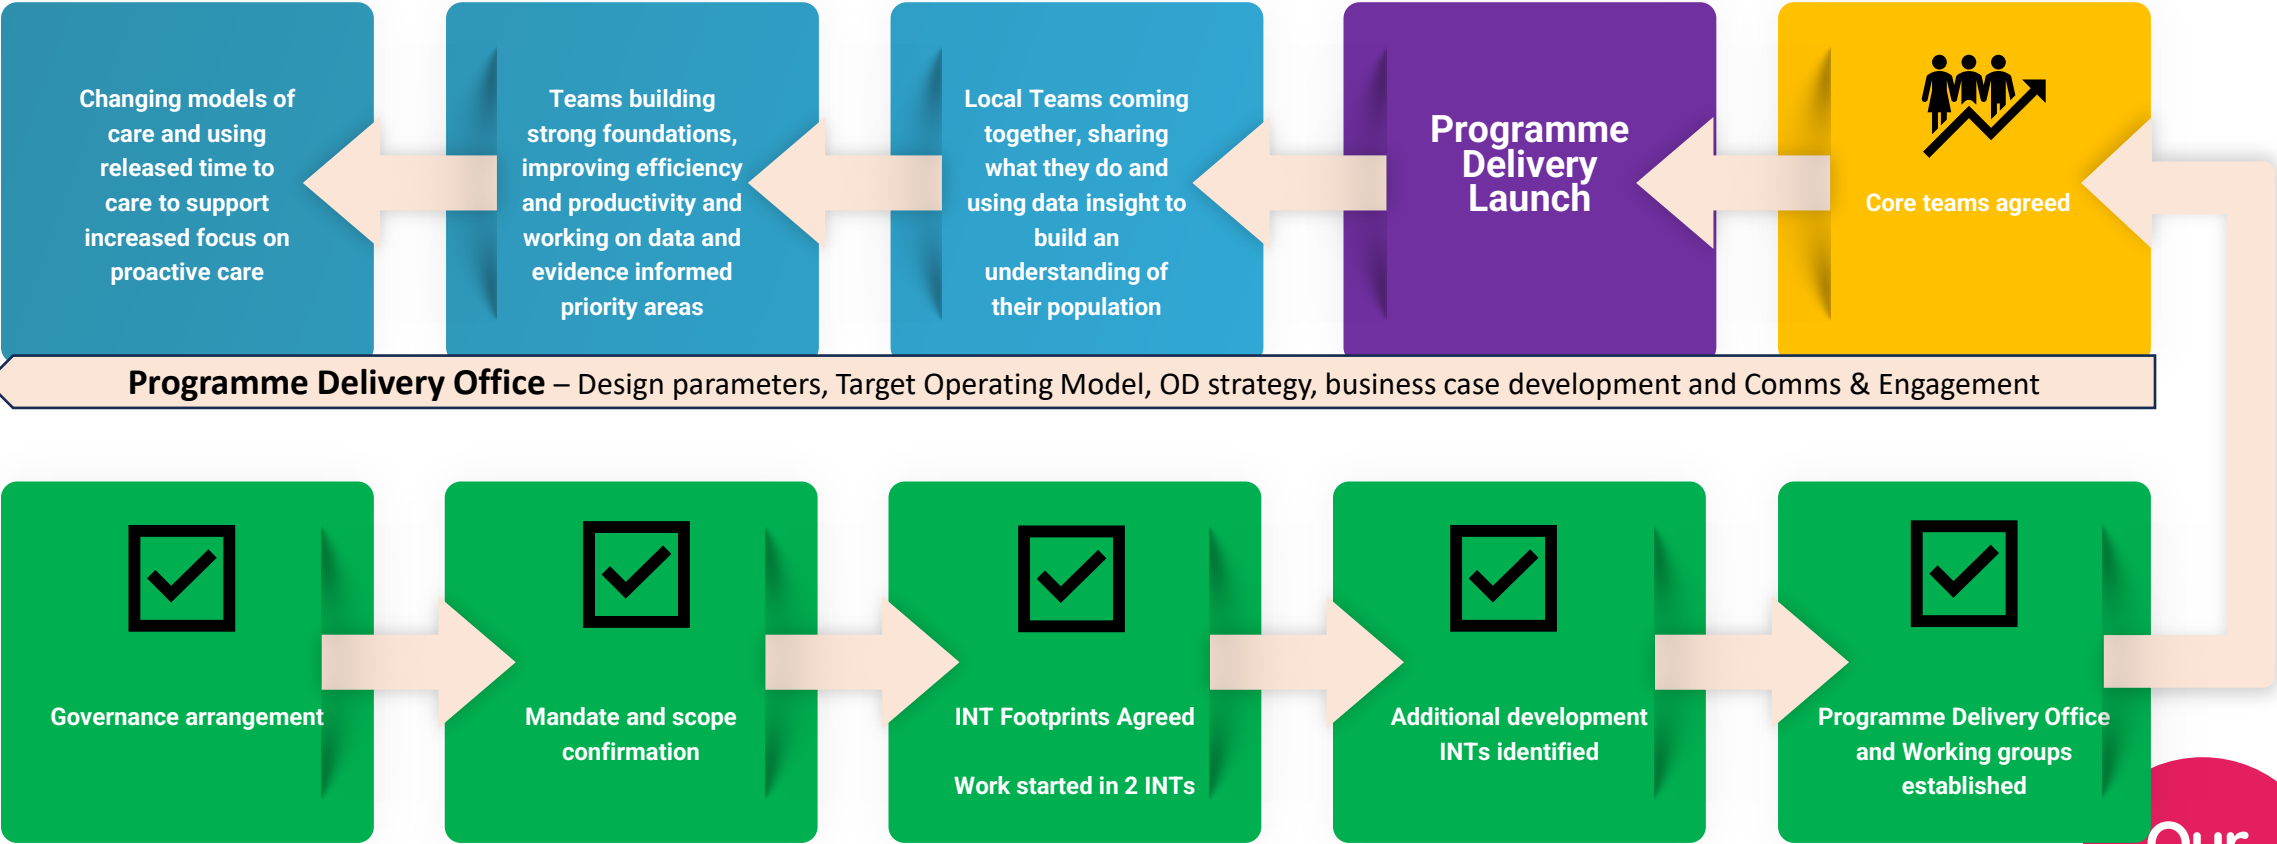 Changing models of
care and using
released time to
care to support
increased focus on
proactive care
Teams building
strong foundations,
improving efficiency
and productivity and
working on data and
evidence informed
priority areas
Local Teams coming
together, sharing
what they do and
using data insight to
build an
understanding of
their population
Programme
Delivery
Launch
Core teams agreed
Programme Delivery Office – Design parameters, Target Operating Model, OD strategy, business case development and Comms & Engagement
Governance arrangement
Mandate and scope
confirmation
INT Footprints Agreed
Work started in 2 INTs
Additional development
INTs identified
Programme Delivery Office
and Working groups
established
Our